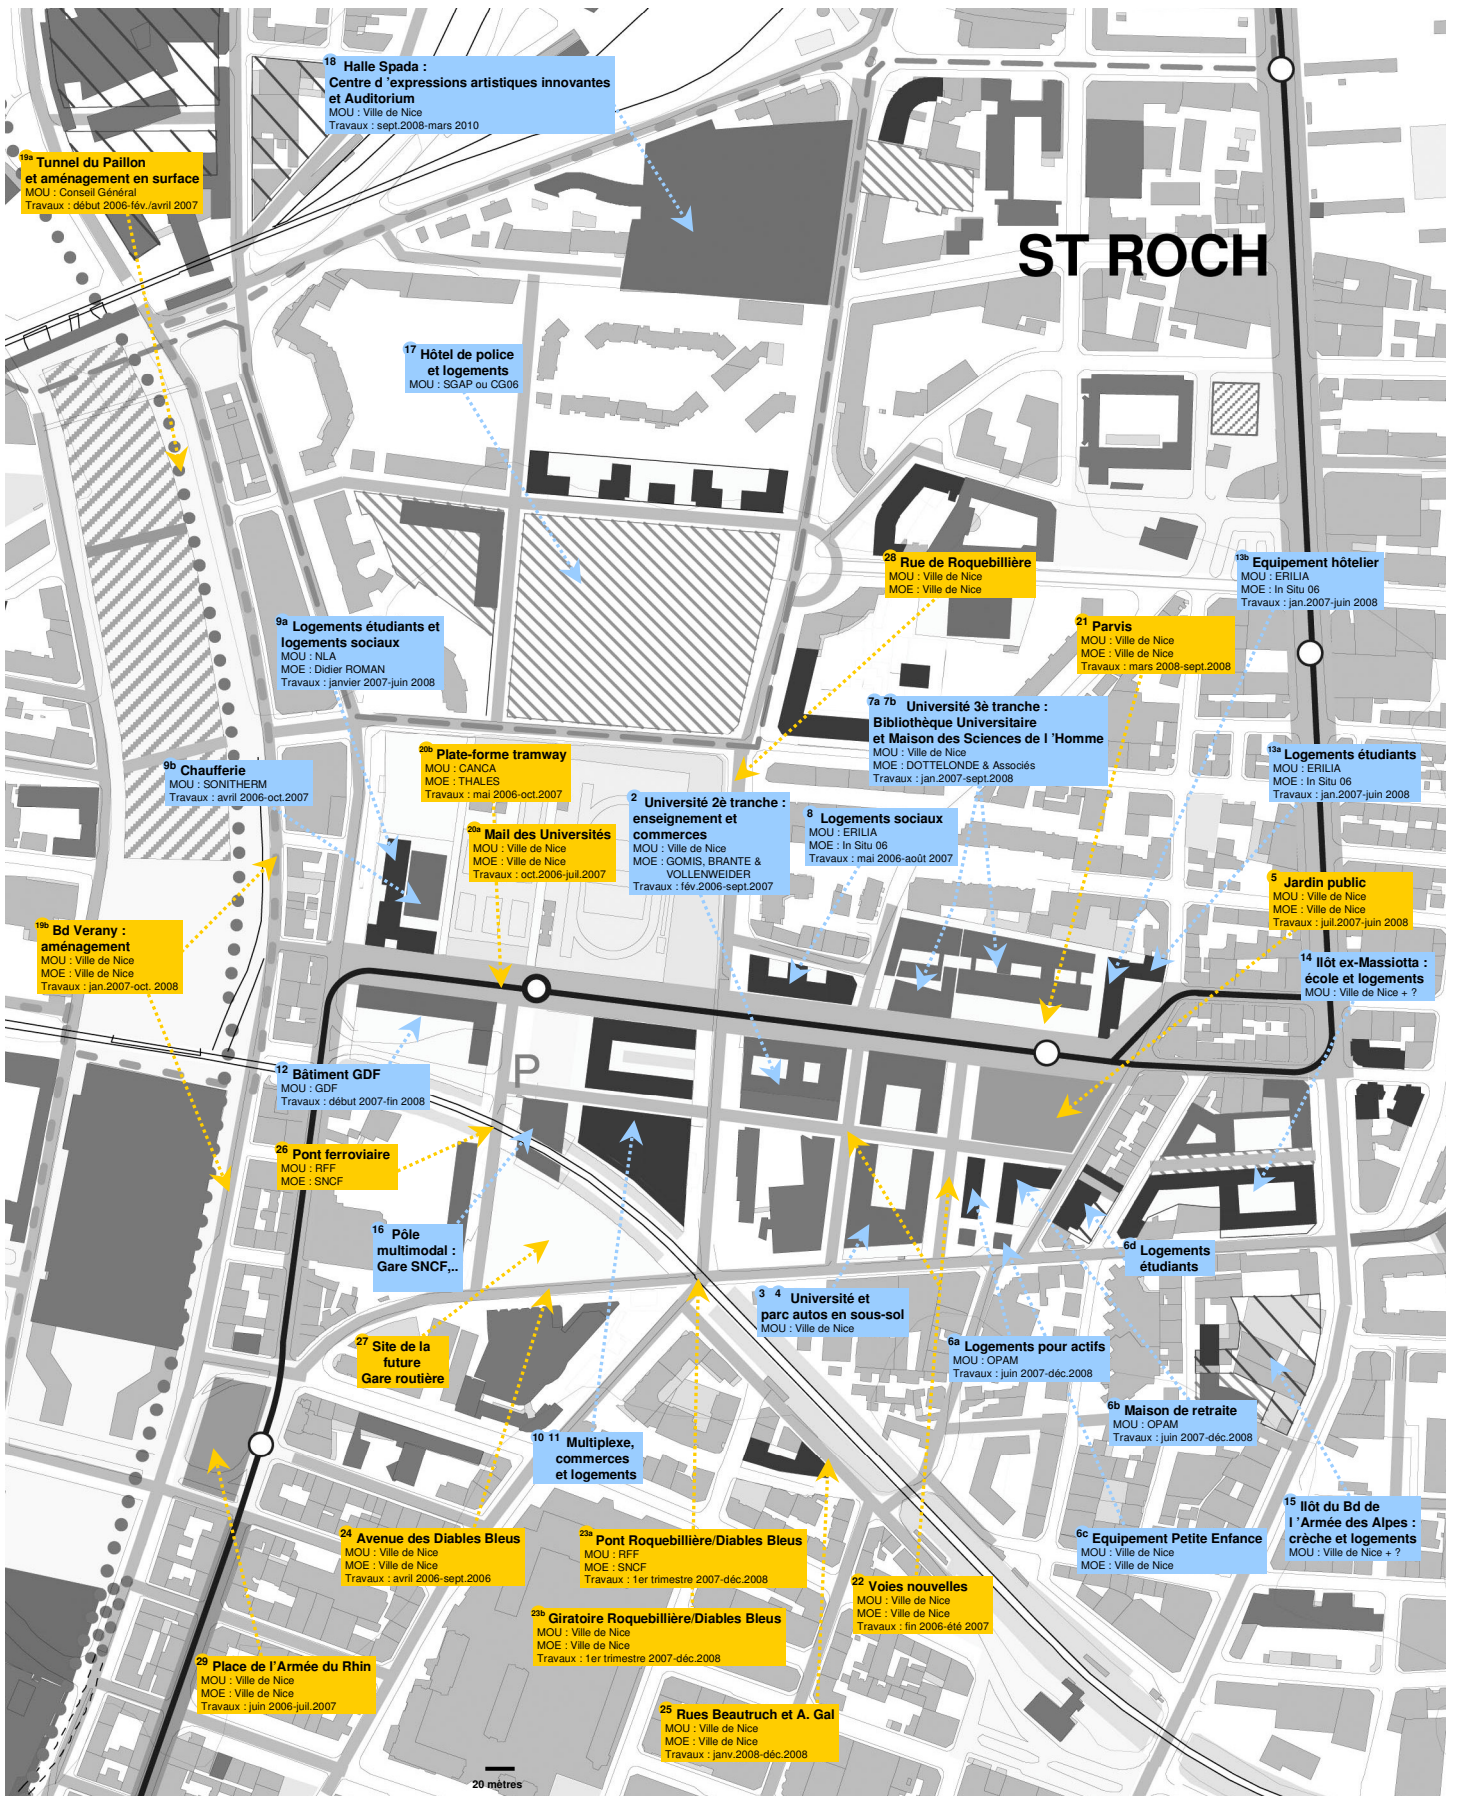 18 Halle Spada :
Centre d 'expressions artistiques innovantes
et Auditorium
MOU : Ville de Nice
Travaux : sept.2008-mars 2010
19a Tunnel du Paillon
et aménagement en surface
MOU : Conseil Général
Travaux : début 2006-fév./avril 2007
ST ROCH
17 Hôtel de police
et logements
MOU : SGAP ou CG06
28 Rue de Roquebillière
MOU : Ville de Nice
MOE : Ville de Nice
13b Equipement hôtelier
MOU : ERILIA
MOE : In Situ 06
Travaux : jan.2007-juin 2008
9a Logements étudiants et
logements sociaux
MOU : NLA
MOE : Didier ROMAN
Travaux : janvier 2007-juin 2008
21 Parvis
MOU : Ville de Nice
MOE : Ville de Nice
Travaux : mars 2008-sept.2008
7a 7b Université 3è tranche :
Bibliothèque Universitaire
et Maison des Sciences de l 'Homme
MOU : Ville de Nice
MOE : DOTTELONDE & Associés
Travaux : jan.2007-sept.2008
20b Plate-forme tramway
MOU : CANCA
MOE : THALES
Travaux : mai 2006-oct.2007
13a Logements étudiants
MOU : ERILIA
MOE : In Situ 06
Travaux : jan.2007-juin 2008
9b Chaufferie
MOU : SONITHERM
Travaux : avril 2006-oct.2007
2 Université 2è tranche :
enseignement et
commerces
MOU : Ville de Nice
MOE : GOMIS, BRANTE &
VOLLENWEIDER
Travaux : fév.2006-sept.2007
8 Logements sociaux
MOU : ERILIA
MOE : In Situ 06
Travaux : mai 2006-août 2007
20a Mail des Universités
MOU : Ville de Nice
MOE : Ville de Nice
Travaux : oct.2006-juil.2007
5 Jardin public
MOU : Ville de Nice
MOE : Ville de Nice
Travaux : juil.2007-juin 2008
19b Bd Verany :
aménagement
MOU : Ville de Nice
MOE : Ville de Nice
Travaux : jan.2007-oct. 2008
14 Ilôt ex-Massiotta :
école et logements
MOU : Ville de Nice + ?
P
12 Bâtiment GDF
MOU : GDF
Travaux : début 2007-fin 2008
26 Pont ferroviaire
MOU : RFF
MOE : SNCF
16 Pôle
multimodal :
Gare SNCF,..
6d Logements
étudiants
3 4 Université et
parc autos en sous-sol
MOU : Ville de Nice
27 Site de la
future
Gare routière
6a Logements pour actifs
MOU : OPAM
Travaux : juin 2007-déc.2008
6b Maison de retraite
MOU : OPAM
Travaux : juin 2007-déc.2008
10 11 Multiplexe,
commerces
et logements
15 Ilôt du Bd de
l 'Armée des Alpes :
crèche et logements
MOU : Ville de Nice + ?
24 Avenue des Diables Bleus
MOU : Ville de Nice
MOE : Ville de Nice
Travaux : avril 2006-sept.2006
23a Pont Roquebillière/Diables Bleus
MOU : RFF
MOE : SNCF
Travaux : 1er trimestre 2007-déc.2008
6c Equipement Petite Enfance
MOU : Ville de Nice
MOE : Ville de Nice
22 Voies nouvelles
MOU : Ville de Nice
MOE : Ville de Nice
Travaux : fin 2006-été 2007
23b Giratoire Roquebillière/Diables Bleus
MOU : Ville de Nice
MOE : Ville de Nice
Travaux : 1er trimestre 2007-déc.2008
29 Place de l'Armée du Rhin
MOU : Ville de Nice
MOE : Ville de Nice
Travaux : juin 2006-juil.2007
25 Rues Beautruch et A. Gal
MOU : Ville de Nice
MOE : Ville de Nice
Travaux : janv.2008-déc.2008
20 mètres